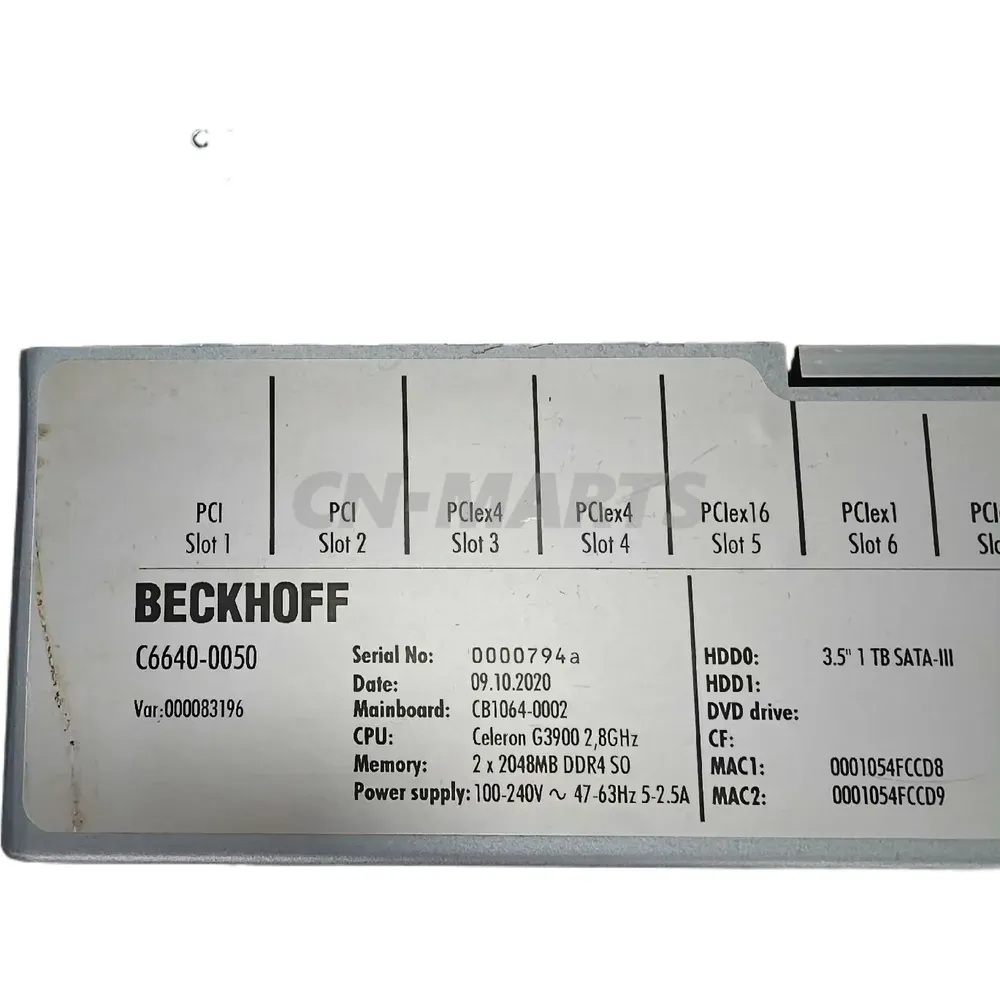 CN-MARTS
PCI PCI PCIex4 PCIex4 PCIex16 PCIex1
Slot 1 Slot 2 Slot 3 Slot 4 Slot 5 Slot 6
BECKHOFF
C6640-0050
Var:000083196
Serial No: 0000794a
Date: 09.10.2020
Mainboard: CB1064-0002
CPU: Celeron G3900 2,8GHz
Memory: 2 x 2048MB DDR4 SO
Power supply: 100-240V ~ 47-63Hz 5-2.5A
HDD0: 3.5" 1 TB SATA-III
HDD1:
DVD drive:
CF:
MAC1: 0001054FCCD8
MAC2: 0001054FCCD9